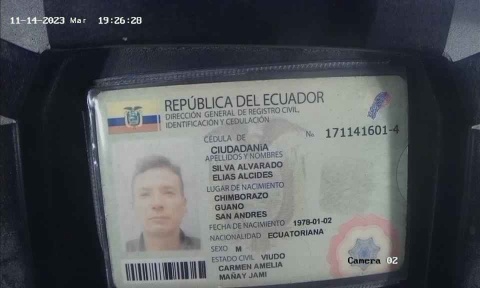 11-14-2023 Mar 19:26:28
REPÚBLICA DEL ECUADOR
DIRECCIÓN GENERAL DE REGISTRO CIVIL,
IDENTIFICACIÓN Y CEDULACIÓN
CÉDULA DE No 171141601-4
CIUDADANÍA
APELLIDOS Y NOMBRES
SILVA ALVARADO
ELIAS ALCIDES
LUGAR DE NACIMIENTO
CHIMBORAZO
GUANO
SAN ANDRES
FECHA DE NACIMIENTO 1978-01-02
NACIONALIDAD ECUATORIANA
SEXO M
ESTADO CIVIL VIUDO
CARMEN AMELIA
MAÑAY JAMI
Camera 02